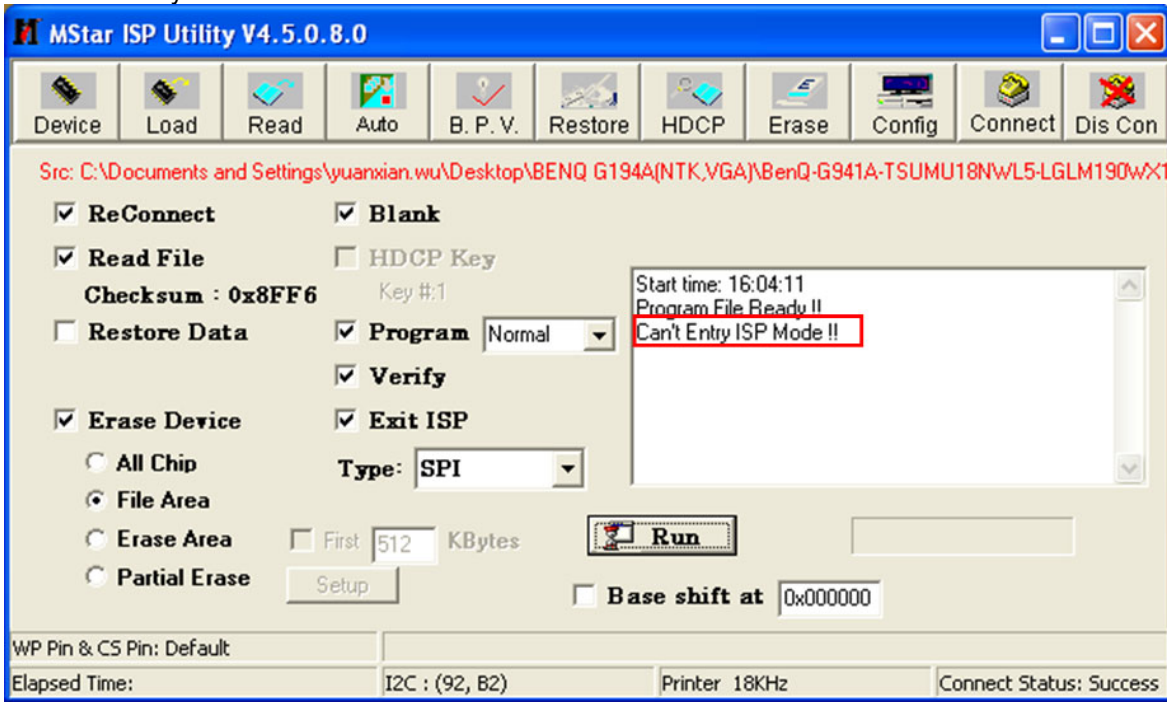 MStar ISP Utility V4.5.0.8.0
Device Load Read Auto B. P. V. Restore HDCP Erase Config Connect Dis Con
Src: C:\Documents and Settings\yuanxian.wu\Desktop\BENQ G194A(NTK,VGA)\BenQ-G941A-TSUMU18NWL5-LGLM190WX1
ReConnect Blank
Read File HDCP Key
Checksum : 0x8FF6 Key #:1
Start time: 16:04:11
Program File Ready !!
Can't Entry ISP Mode !!
Restore Data Program Normal
Verify
Erase Device Exit ISP
All Chip Type: SPI
File Area
Erase Area First 512 KBytes Run
Partial Erase Setup Base shift at 0x000000
WP Pin & CS Pin: Default
Elapsed Time: I2C : (92, B2) Printer 18KHz Connect Status: Success